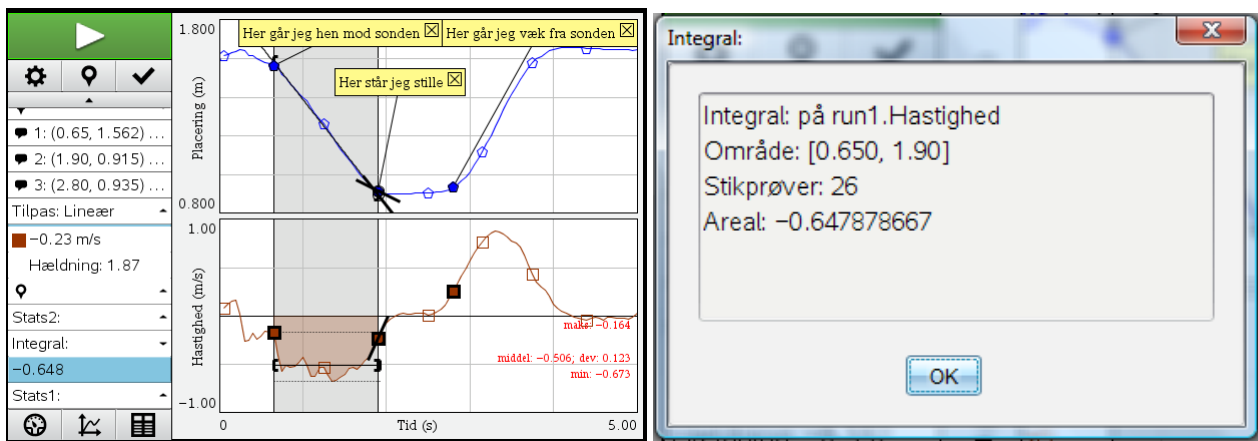 1: (0.65, 1.562) ...
2: (1.90, 0.915) ...
3: (2.80, 0.935) ...
Tilpas: Lineær
−0.23 m/s
Hældning: 1.87
Stats2:
Integral:
−0.648
Stats1:
1.800
Placering (m)
0.800
Her går jeg hen mod sonden
Her går jeg væk fra sonden
Her står jeg stille
1.00
Hastighed (m/s)
−1.00
maks: −0.164
middel: −0.506; dev: 0.123
min: −0.673
0
Tid (s)
5.00
Integral:
Integral: på run1.Hastighed
Område: [0.650, 1.90]
Stikprøver: 26
Areal: −0.647878667
OK